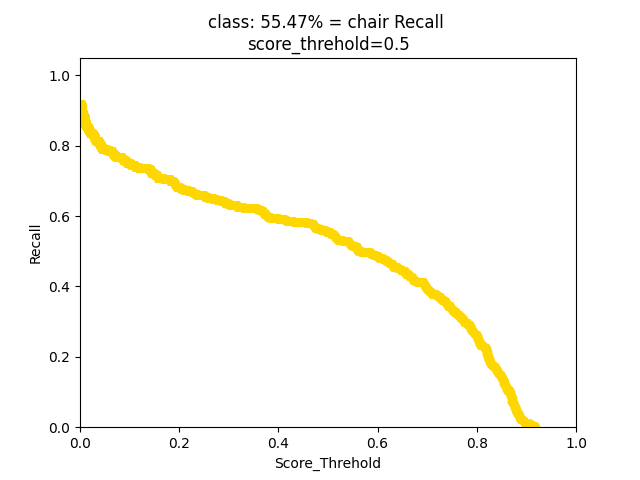 class: 55.47% = chair Recall
score_threhold=0.5
1.0
0.8
0.6
0.4
0.2
0.0
Recall
0.0 0.2 0.4 0.6 0.8 1.0
Score_Threhold